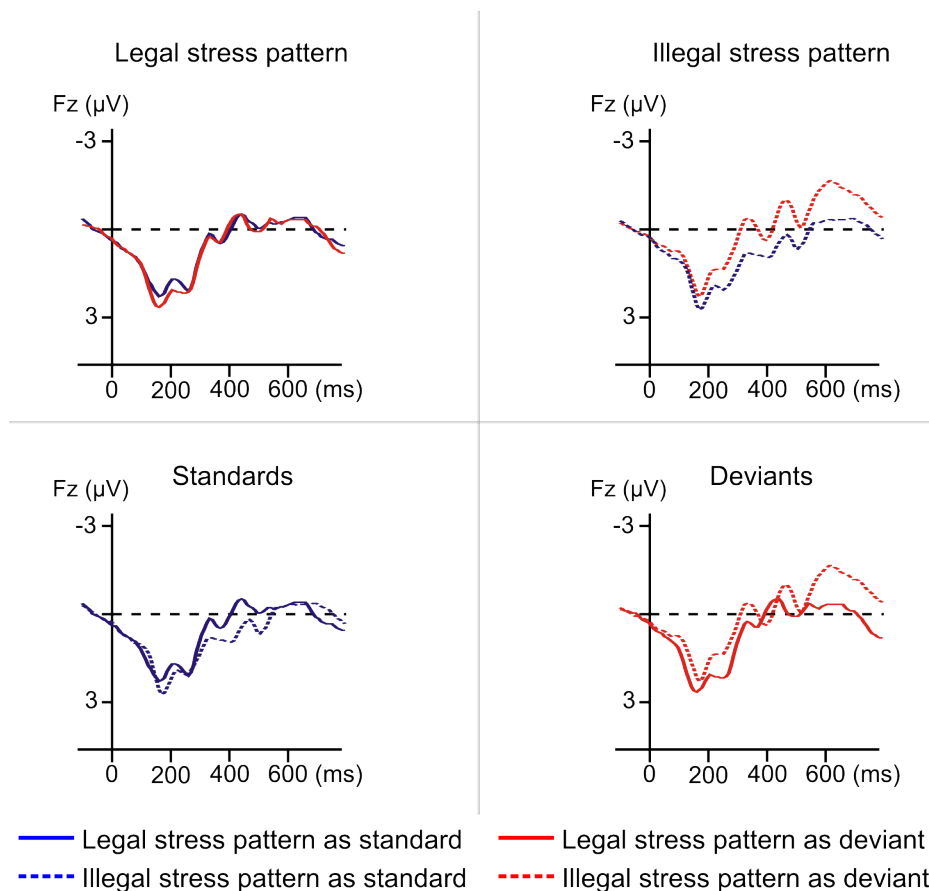 Legal stress pattern
Fz (µV)
-3
3
0 200 400 600 (ms)
Illegal stress pattern
Fz (µV)
-3
3
0 200 400 600 (ms)
Standards
Fz (µV)
-3
3
0 200 400 600 (ms)
Deviants
Fz (µV)
-3
3
0 200 400 600 (ms)
Legal stress pattern as standard
Legal stress pattern as deviant
Illegal stress pattern as standard
Illegal stress pattern as deviant